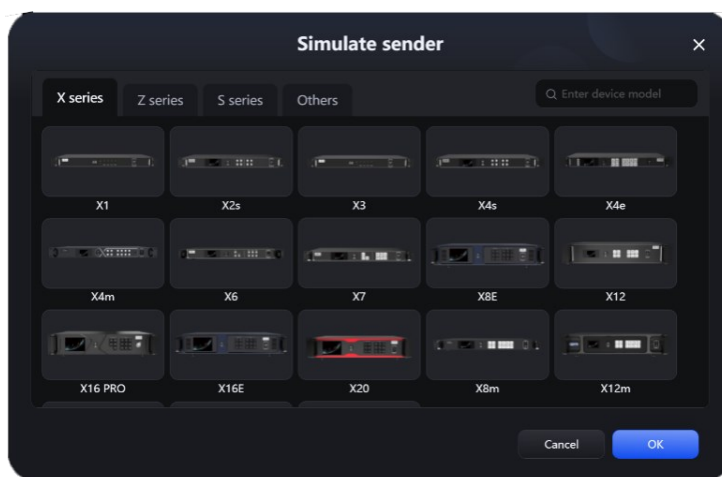 Simulate sender
X series
Z series
S series
Others
Enter device model
X1
X2s
X3
X4s
X4e
X4m
X6
X7
X8E
X12
X16 PRO
X16E
X20
X8m
X12m
Cancel
OK